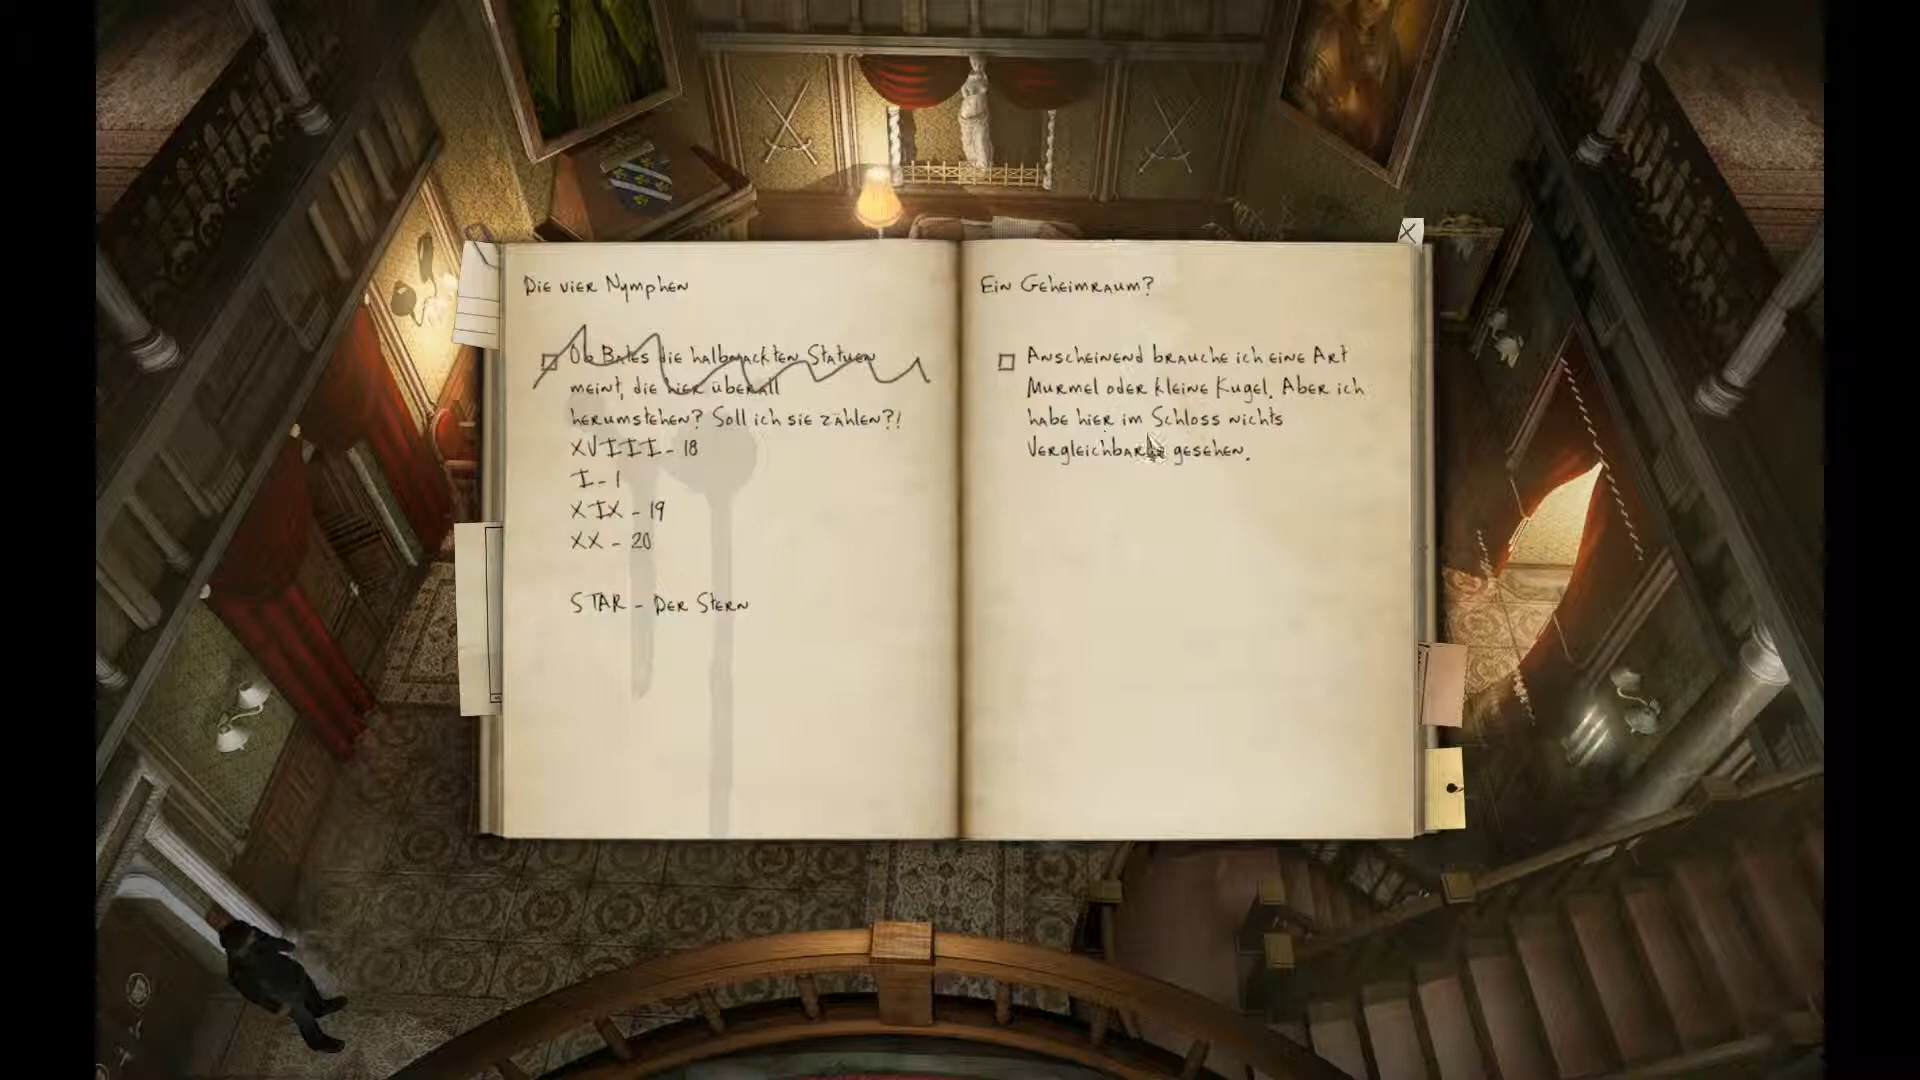 Die vier Nymphen
Ob Bates die halbnackten Statuen
meint, die hier überall
herumstehen? Soll ich sie zählen?!
XVIII - 18
I - 1
XIX - 19
XX - 20
STAR - Der Stern
Ein Geheimraum?
Anscheinend brauche ich eine Art
Murmel oder kleine Kugel. Aber ich
habe hier im Schloss nichts
Vergleichbares gesehen.
X